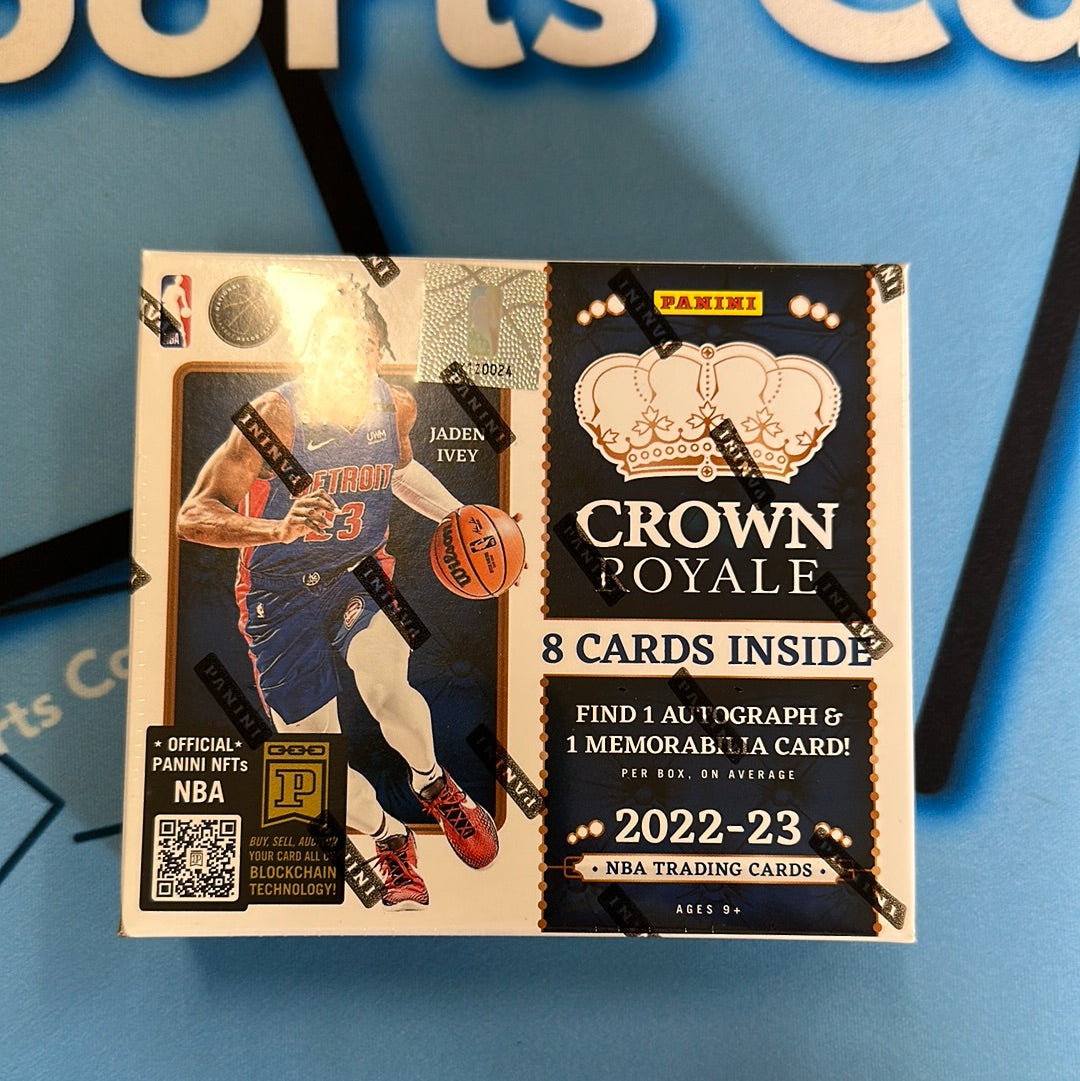 PANINI
JADEN
IVEY
DETROIT
23
UWM
Wilson
CROWN
ROYALE
8 CARDS INSIDE
FIND 1 AUTOGRAPH &
1 MEMORABILIA CARD!
PER BOX, ON AVERAGE
2022-23
• NBA TRADING CARDS •
AGES 9+
★ OFFICIAL ★
PANINI NFTs
NBA
P
BUY, SELL, AUCTION
YOUR CARD ALL ON
BLOCKCHAIN
TECHNOLOGY!